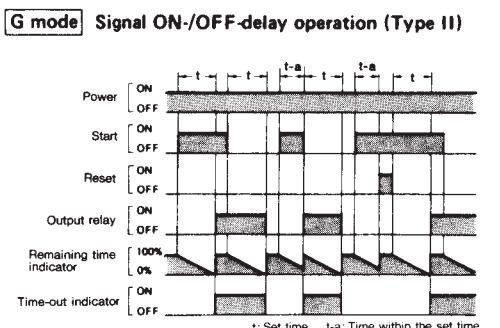 G mode Signal ON-/OFF-delay operation (Type II)
t t t-a t t-a t
Power ON
OFF
Start ON
OFF
Reset ON
OFF
Output relay ON
OFF
Remaining time indicator 100%
0%
Time-out indicator ON
OFF
t: Set time t-a: Time within the set time